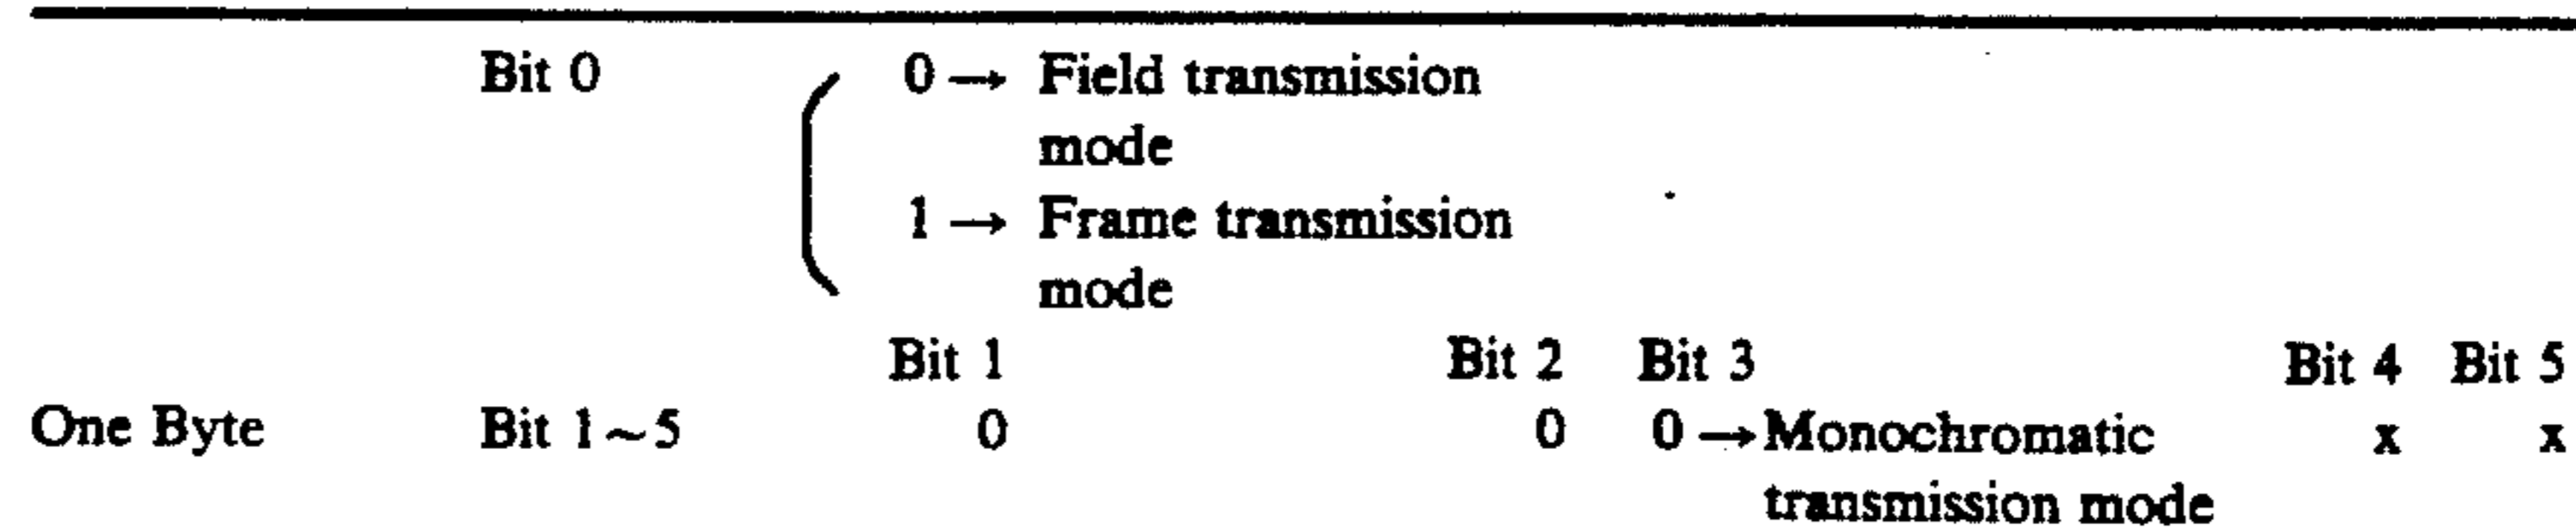 Bit 0 0 → Field transmission
mode
1 → Frame transmission
mode
Bit 1 Bit 2 Bit 3 Bit 4 Bit 5
One Byte Bit 1~5 0 0 0 →Monochromatic x x
transmission mode